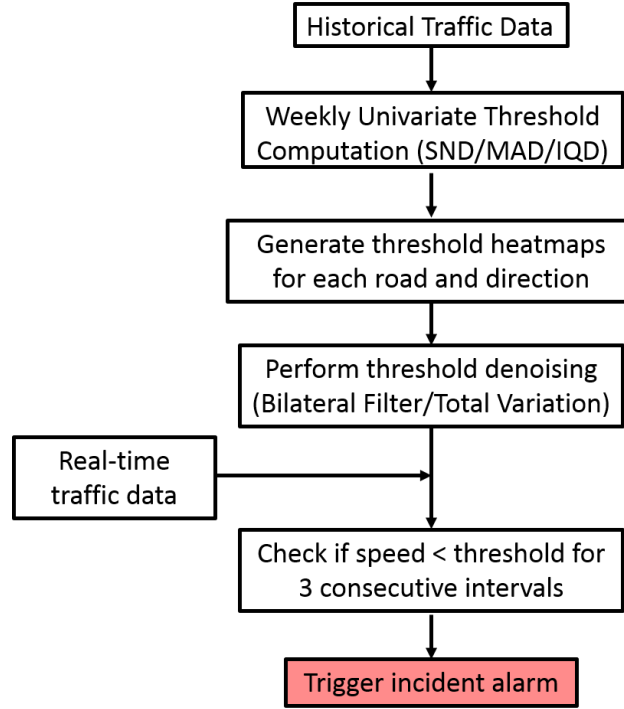 Historical Traffic Data
Weekly Univariate Threshold
Computation (SND/MAD/IQD)
Generate threshold heatmaps
for each road and direction
Perform threshold denoising
(Bilateral Filter/Total Variation)
Real-time
traffic data
Check if speed < threshold for
3 consecutive intervals
Trigger incident alarm